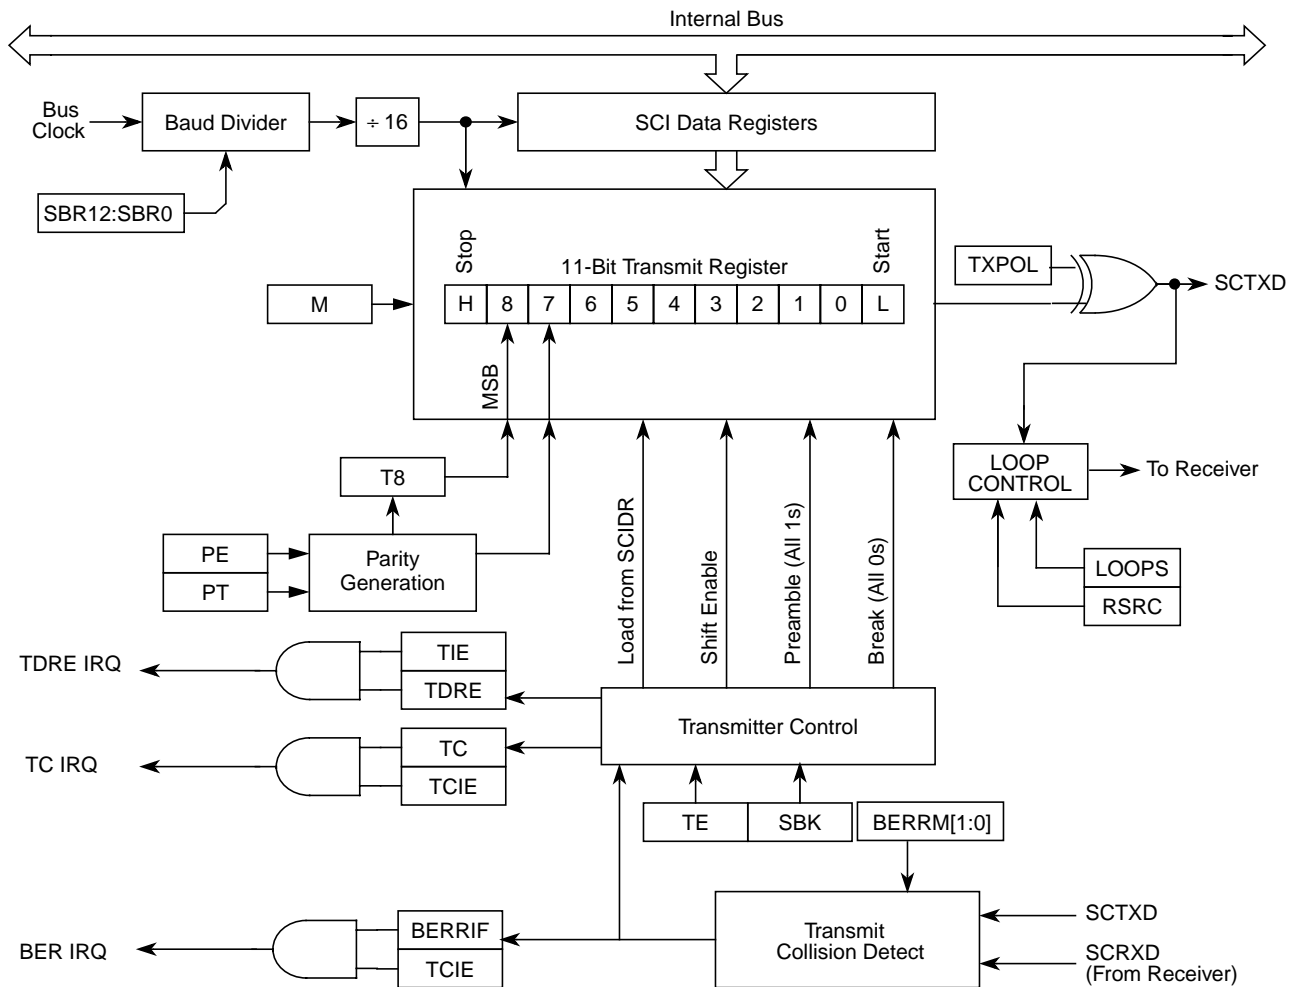 Internal Bus
Bus
Clock
Baud Divider
÷ 16
SCI Data Registers
SBR12:SBR0
Stop
11-Bit Transmit Register
Start
M
H 8 7 6 5 4 3 2 1 0 L
TXPOL
SCTXD
MSB
T8
LOOP
CONTROL
To Receiver
PE
PT
Parity
Generation
LOOPS
RSRC
Load from SCIDR
Shift Enable
Preamble (All 1s)
Break (All 0s)
TDRE IRQ
TIE
TDRE
Transmitter Control
TC IRQ
TC
TCIE
TE
SBK
BERRM[1:0]
BER IRQ
BERRIF
TCIE
Transmit
Collision Detect
SCTXD
SCRXD
(From Receiver)